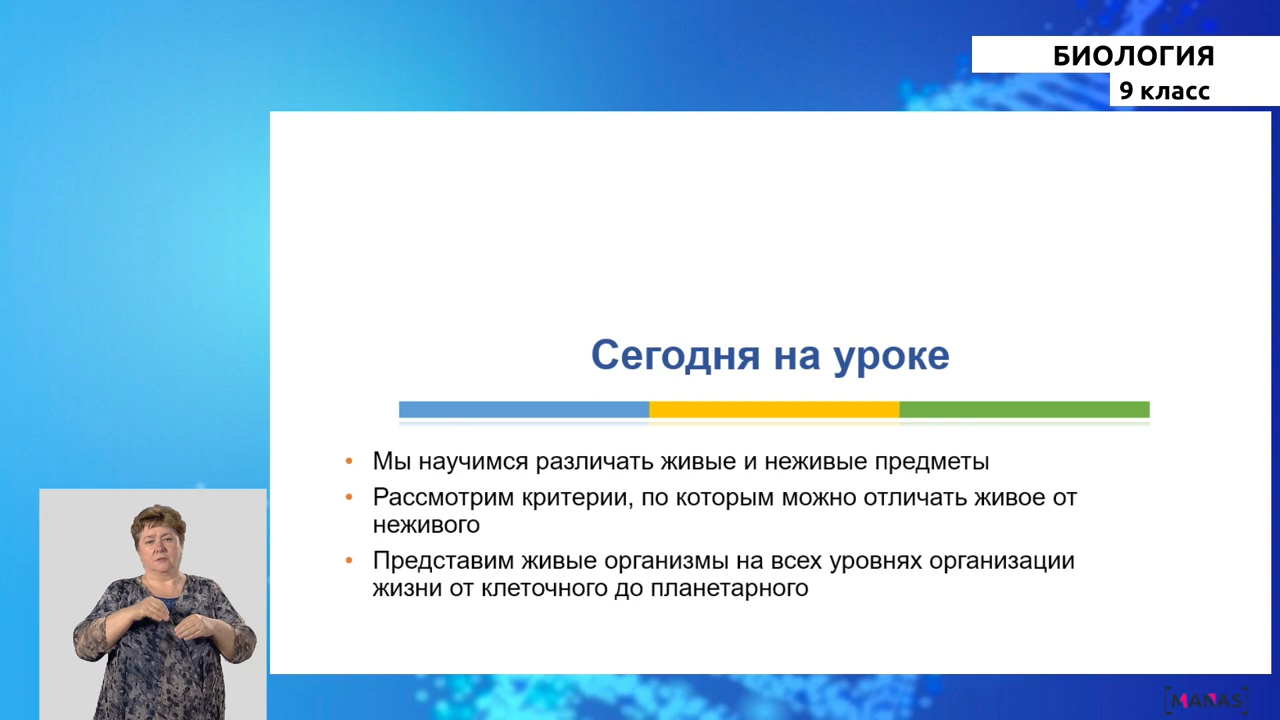 БИОЛОГИЯ
9 класс
Сегодня на уроке
• Мы научимся различать живые и неживые предметы
• Рассмотрим критерии, по которым можно отличать живое от
неживого
• Представим живые организмы на всех уровнях организации
жизни от клеточного до планетарного
[MANAS]